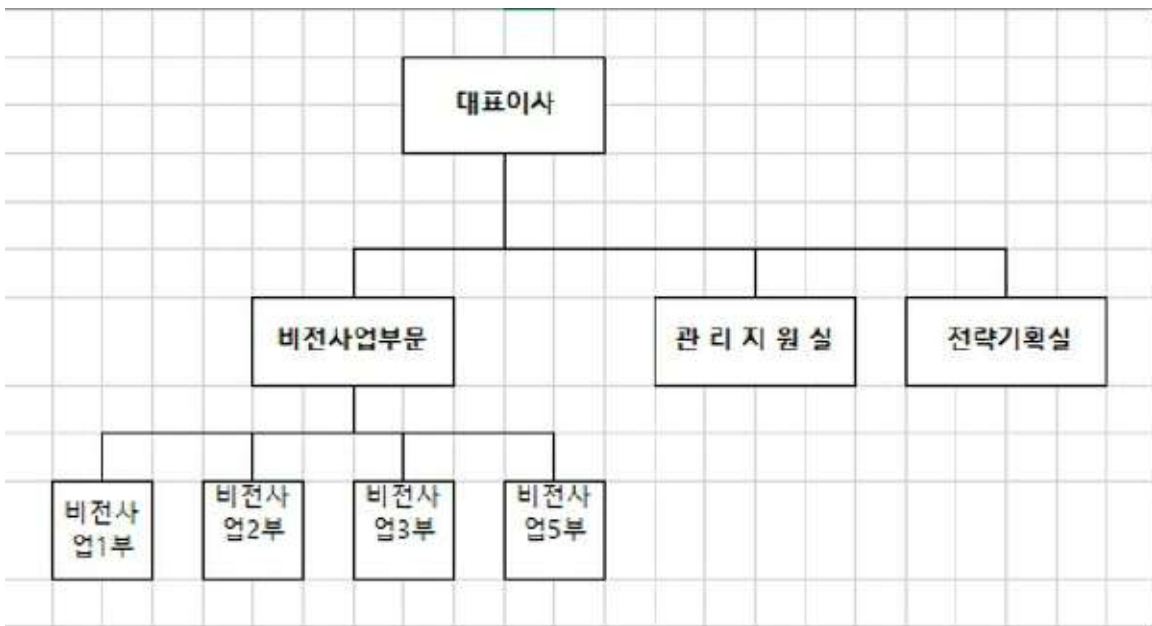 대표이사
비전사업부문
관 리 지 원 실
전략기획실
비전사
업1부
비전사
업2부
비전사
업3부
비전사
업5부